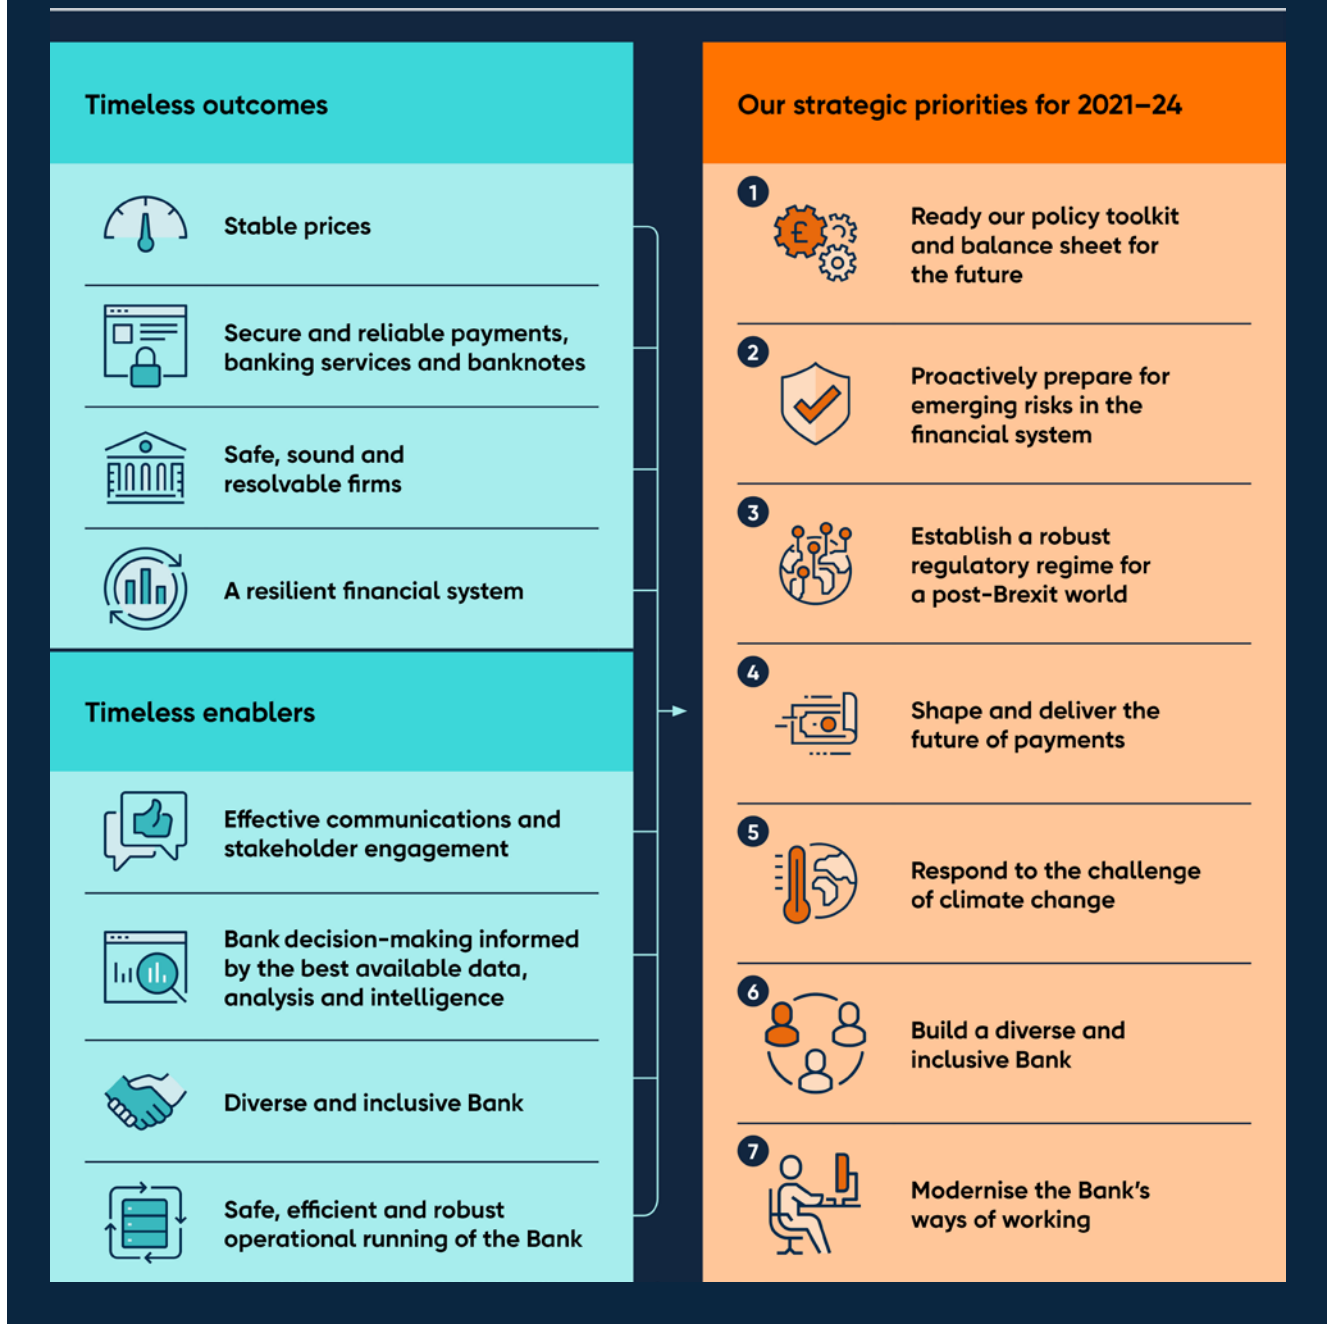 Timeless outcomes
Stable prices
Secure and reliable payments,
banking services and banknotes
Safe, sound and
resolvable firms
A resilient financial system
Timeless enablers
Effective communications and
stakeholder engagement
Bank decision-making informed
by the best available data,
analysis and intelligence
Diverse and inclusive Bank
Safe, efficient and robust
operational running of the Bank
Our strategic priorities for 2021–24
1
£
Ready our policy toolkit
and balance sheet for
the future
2
Proactively prepare for
emerging risks in the
financial system
3
Establish a robust
regulatory regime for
a post-Brexit world
4
Shape and deliver the
future of payments
5
Respond to the challenge
of climate change
6
Build a diverse and
inclusive Bank
7
Modernise the Bank's
ways of working